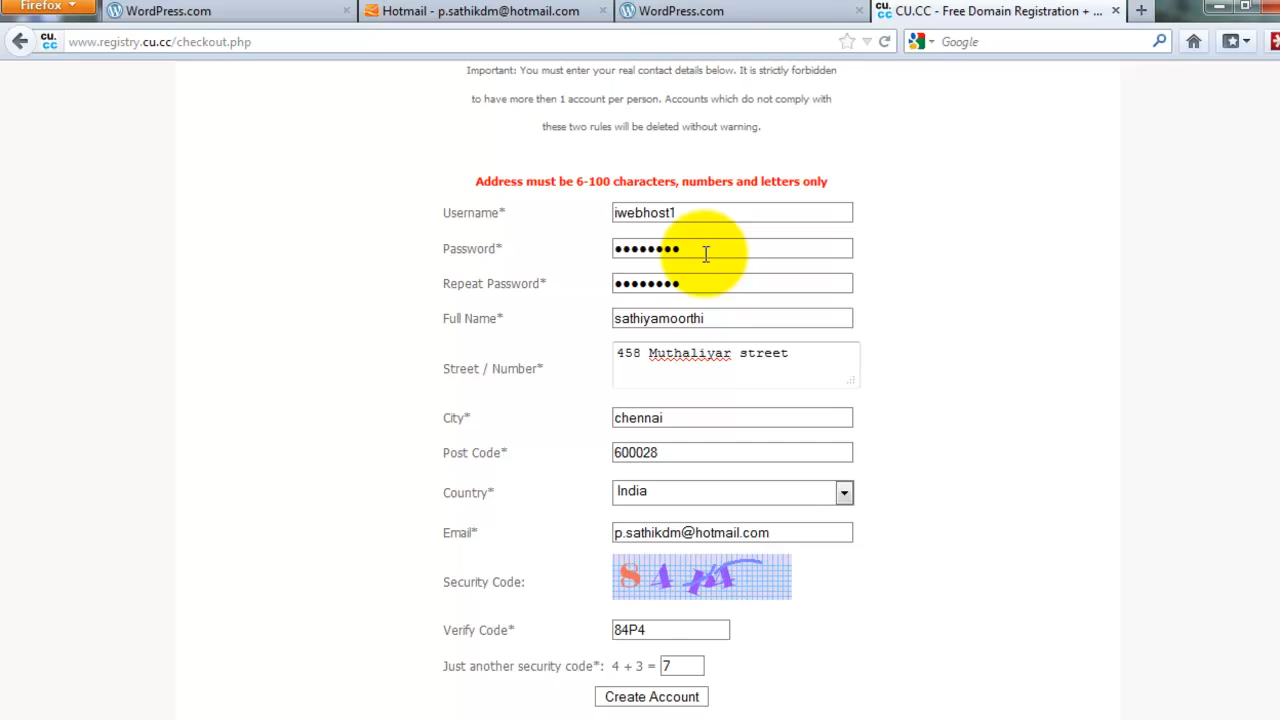 Firefox
WordPress.com
Hotmail - p.sathikdm@hotmail.com
WordPress.com
cu.cc
CU.CC - Free Domain Registration + ...
cu.cc
www.registry.cu.cc/checkout.php
Google
Important: You must enter your real contact details below. It is strictly forbidden
to have more then 1 account per person. Accounts which do not comply with
these two rules will be deleted without warning.
Address must be 6-100 characters, numbers and letters only
Username* iwebhost1
Password* ••••••••
Repeat Password* ••••••••
Full Name* sathiyamoorthi
Street / Number* 458 Muthaliyar street
City* chennai
Post Code* 600028
Country* India
Email* p.sathikdm@hotmail.com
Security Code: 84P4
Verify Code* 84P4
Just another security code*: 4 + 3 = 7
Create Account